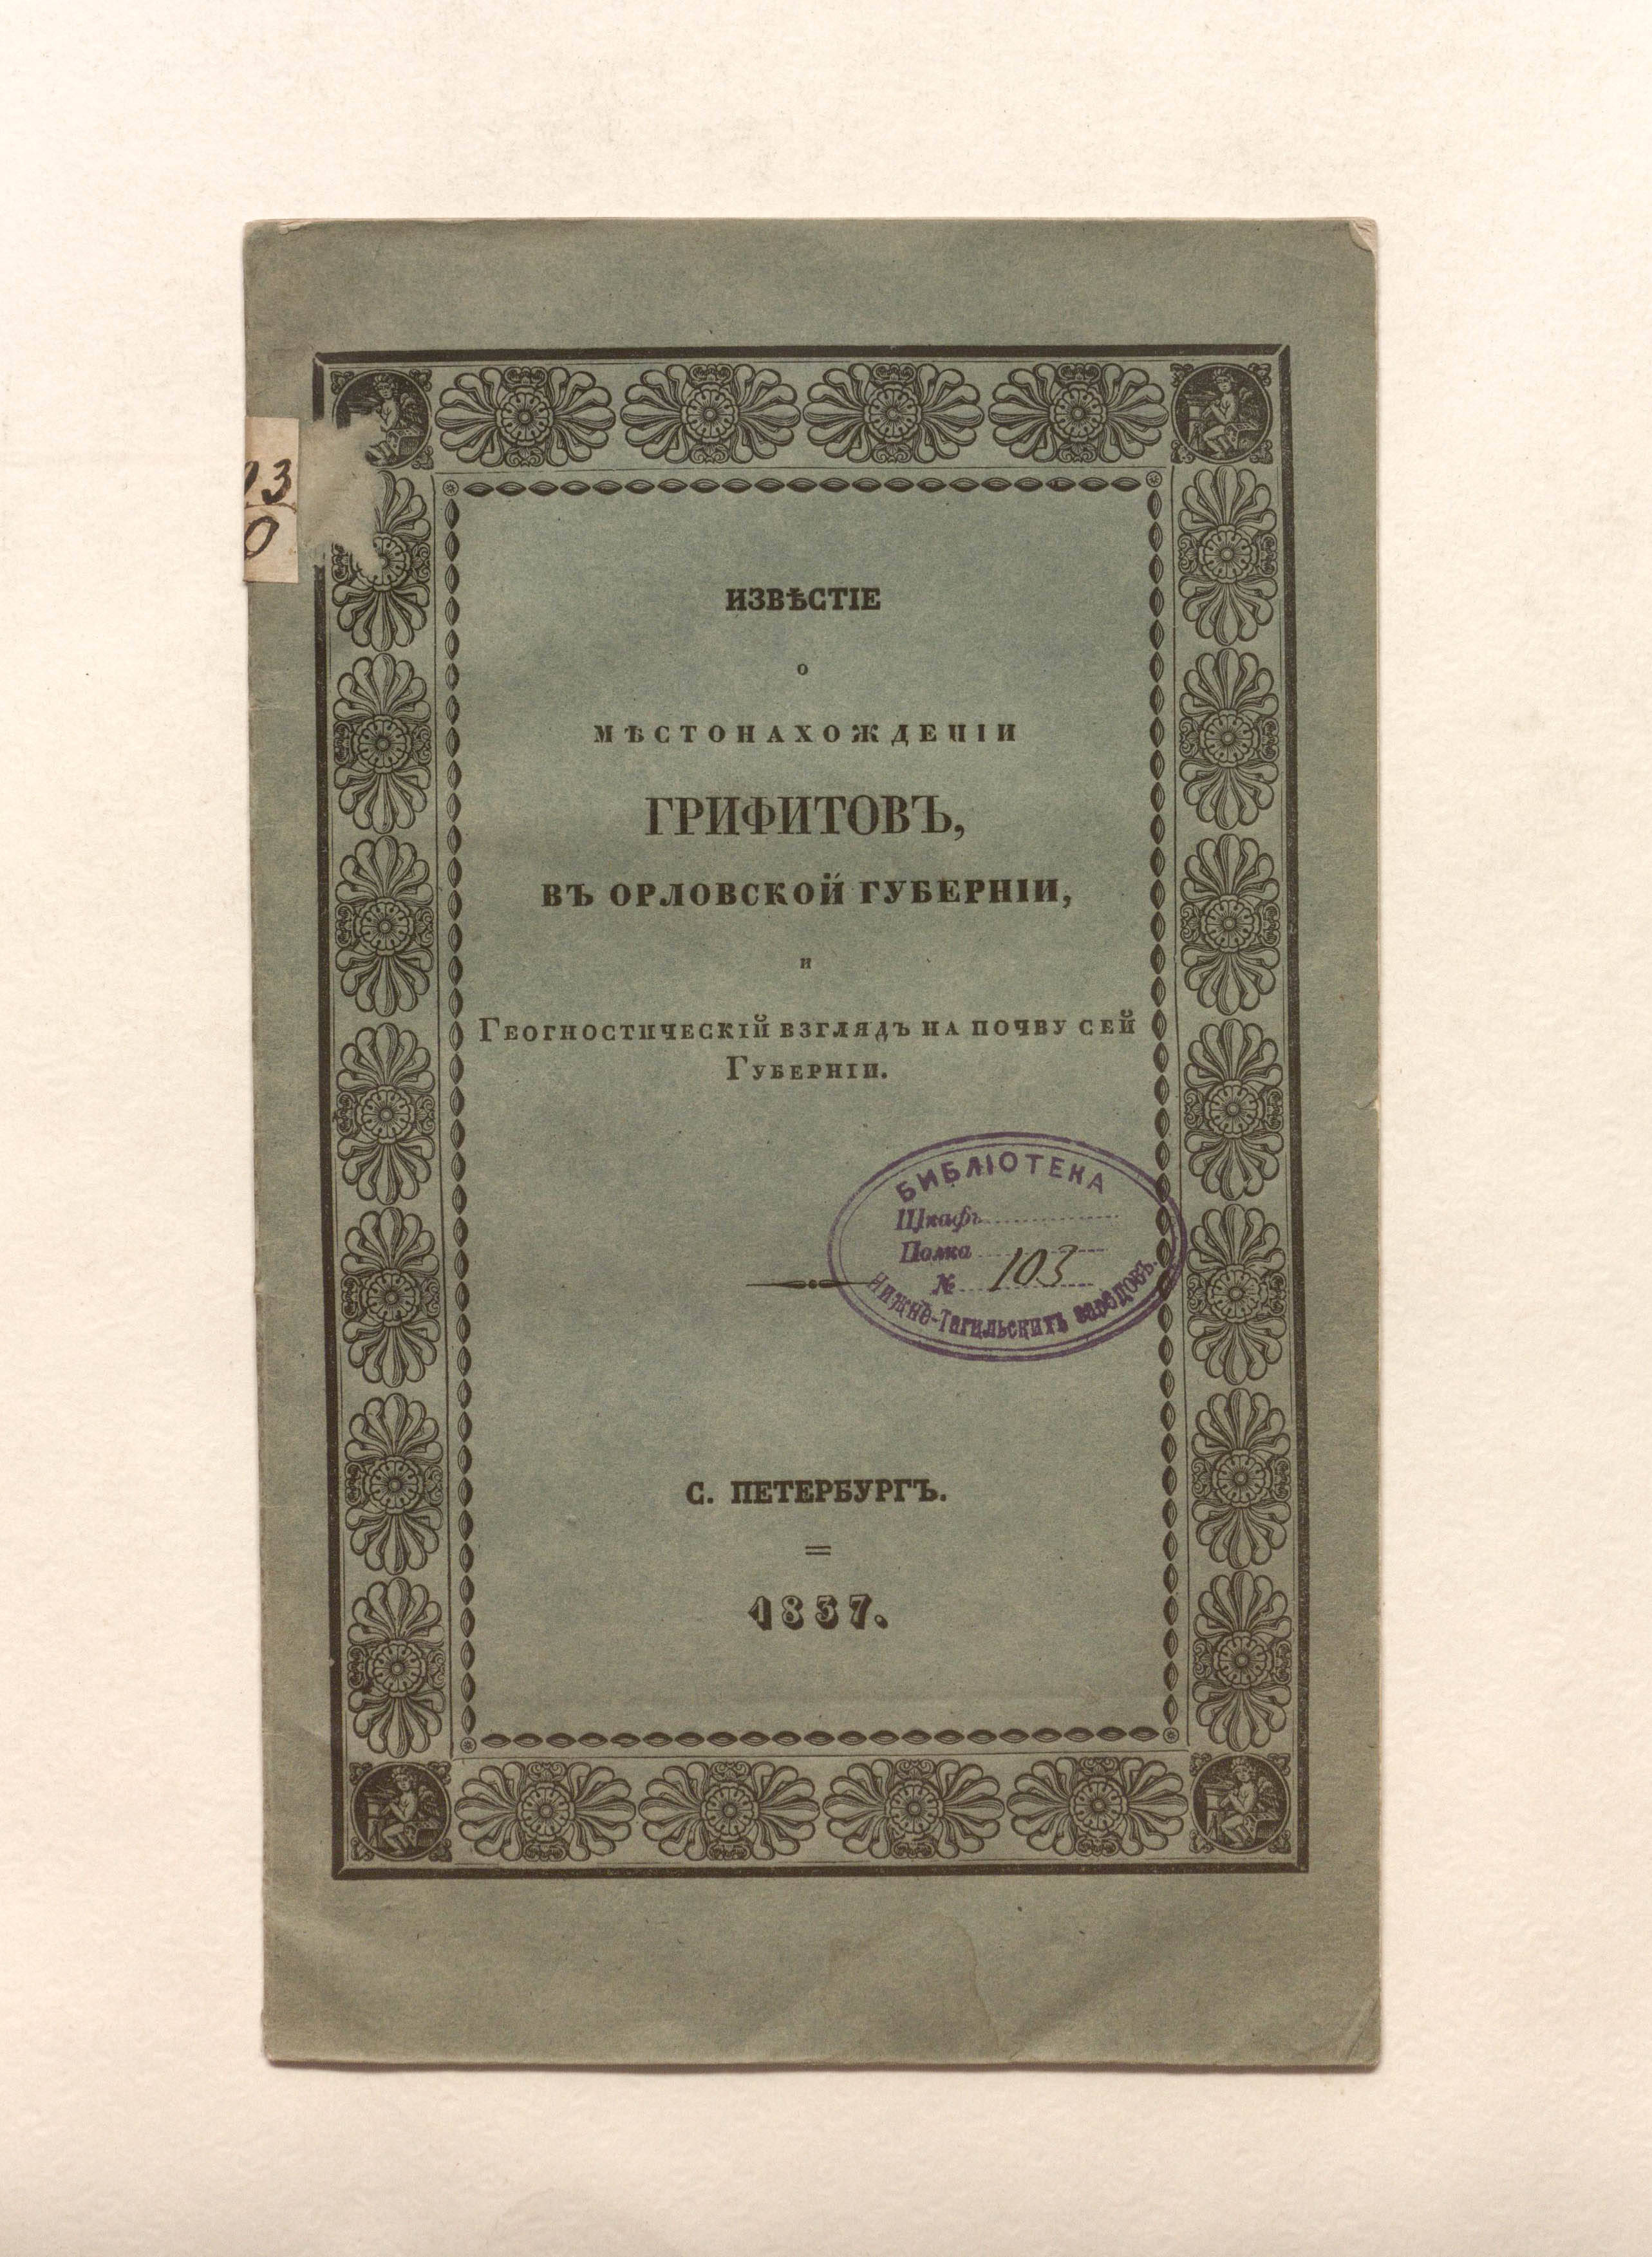 ИЗВѢСТІЕ
о
МѢСТОНАХОЖДЕНІИ
ГРИФИТОВЪ,
ВЪ ОРЛОВСКОЙ ГУБЕРНІИ,
и
Геогностическій взглядъ на почву сей
Губерніи.
БИБЛІОТЕКА
Шкафъ
Полка
№ 103
Нижне-Тагильскихъ заводовъ.
С. ПЕТЕРБУРГЪ.
1837.